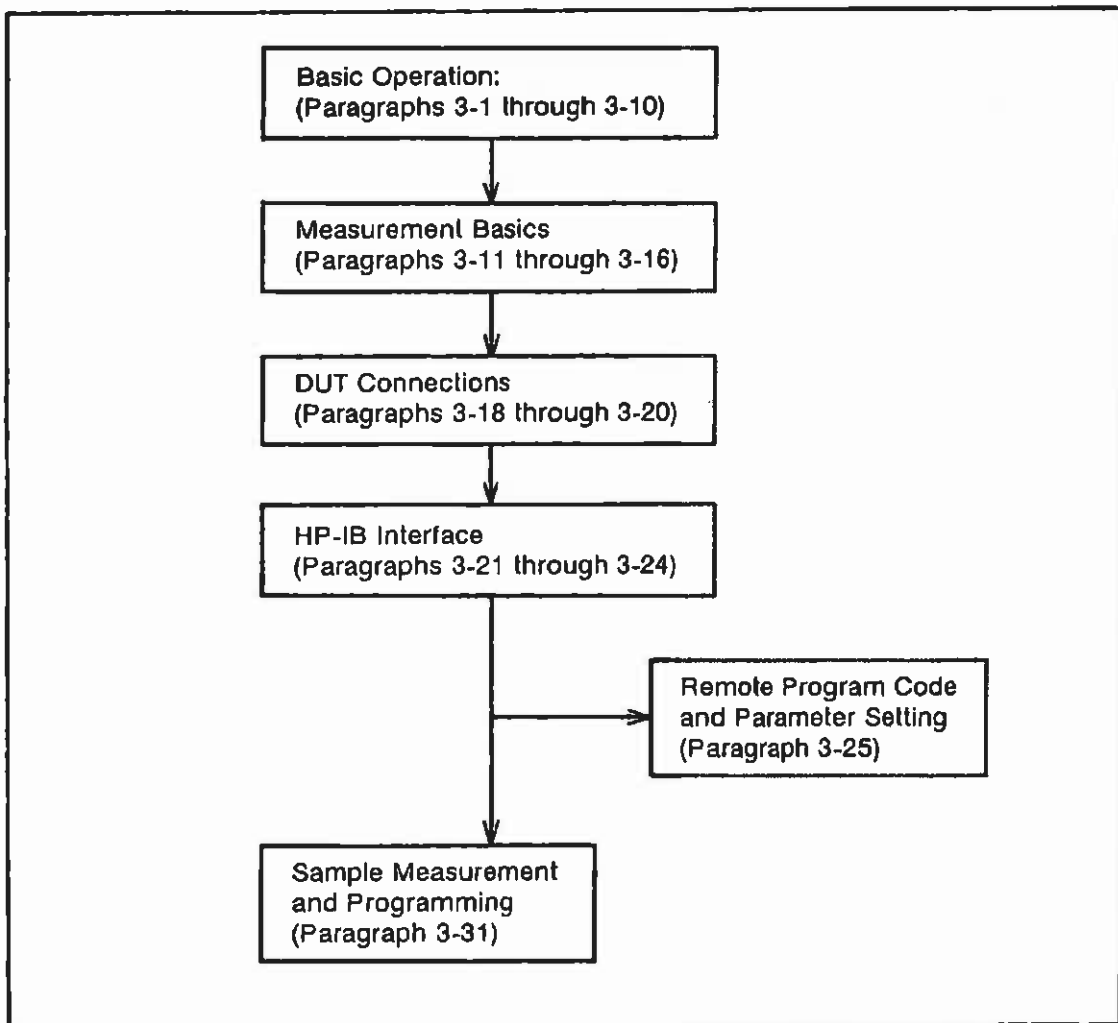 Basic Operation:
(Paragraphs 3-1 through 3-10)
Measurement Basics
(Paragraphs 3-11 through 3-16)
DUT Connections
(Paragraphs 3-18 through 3-20)
HP-IB Interface
(Paragraphs 3-21 through 3-24)
Remote Program Code
and Parameter Setting
(Paragraph 3-25)
Sample Measurement
and Programming
(Paragraph 3-31)